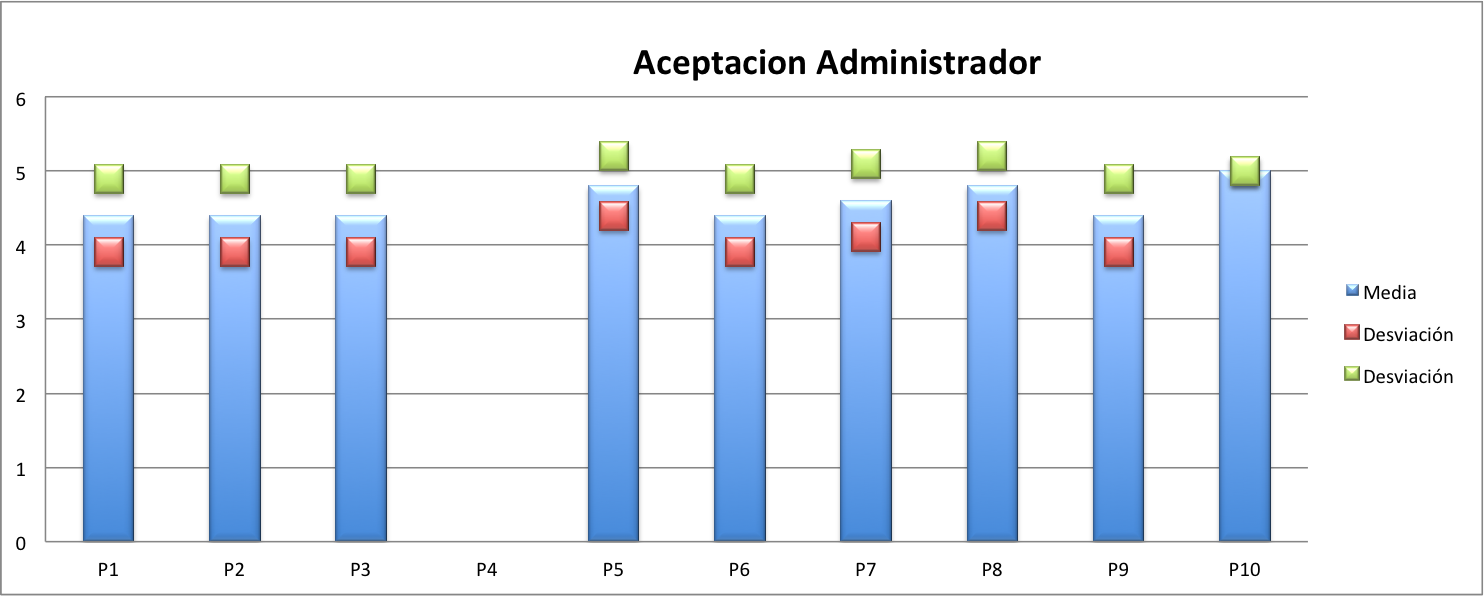 Aceptacion Administrador
6
5
4
3
2
1
0
P1 P2 P3 P4 P5 P6 P7 P8 P9 P10
Media
Desviación
Desviación